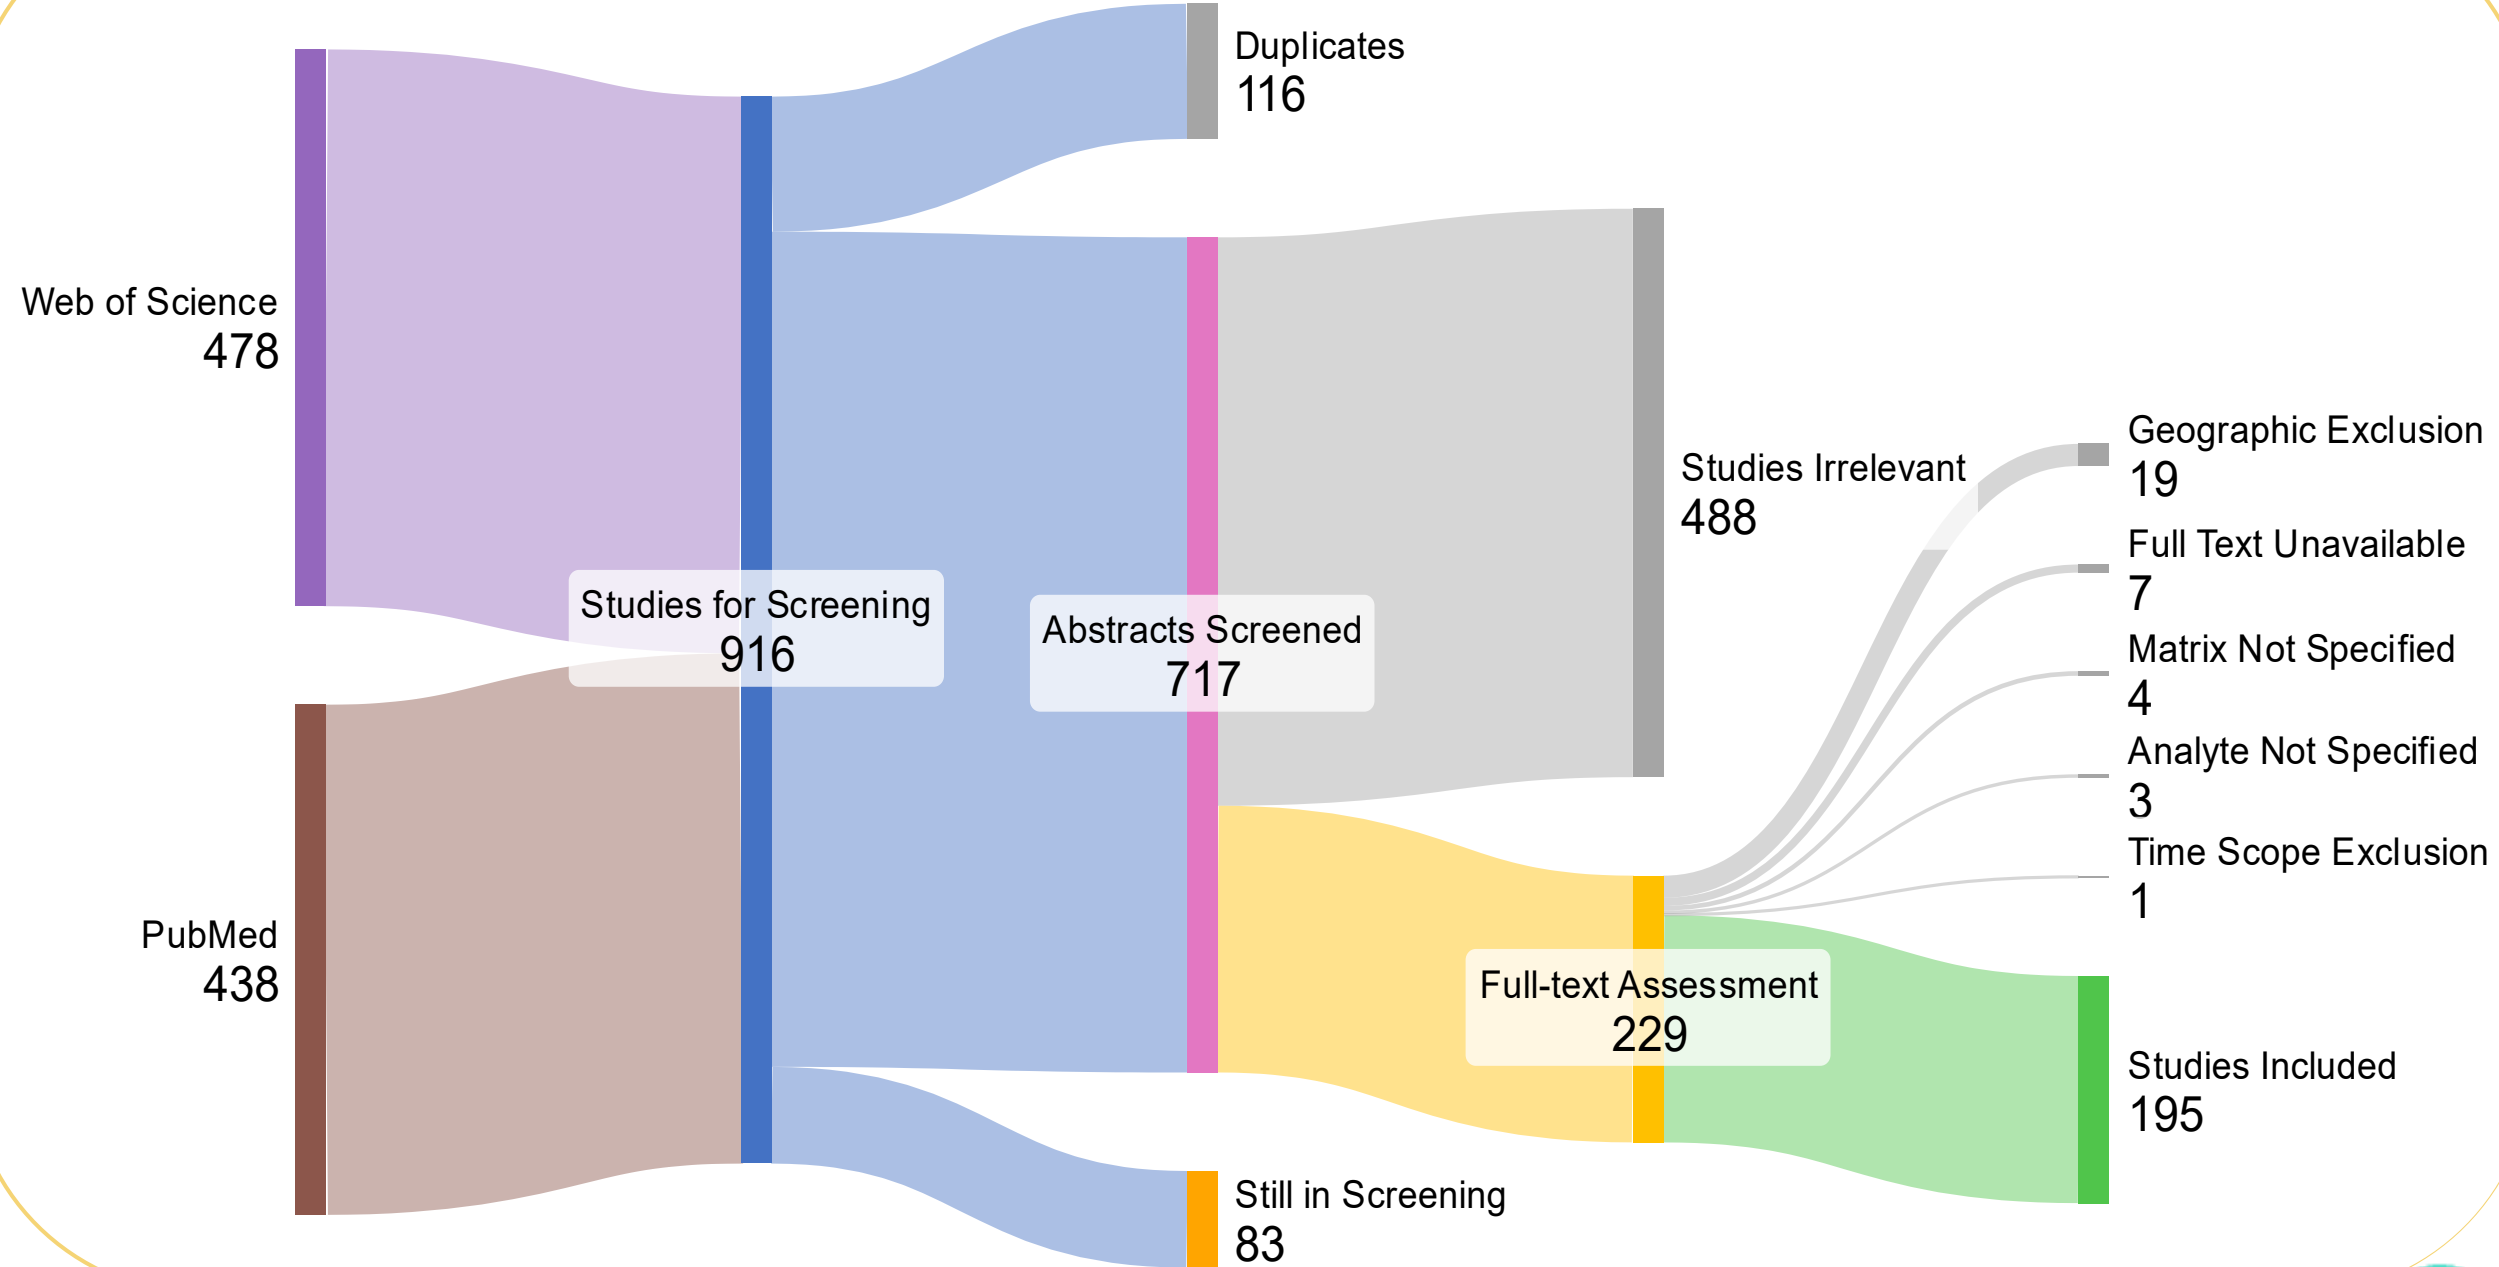 Web of Science
478
PubMed
438
Studies for Screening
916
Duplicates
116
Abstracts Screened
717
Still in Screening
83
Studies Irrelevant
488
Full-text Assessment
229
Geographic Exclusion
19
Full Text Unavailable
7
Matrix Not Specified
4
Analyte Not Specified
3
Time Scope Exclusion
1
Studies Included
195